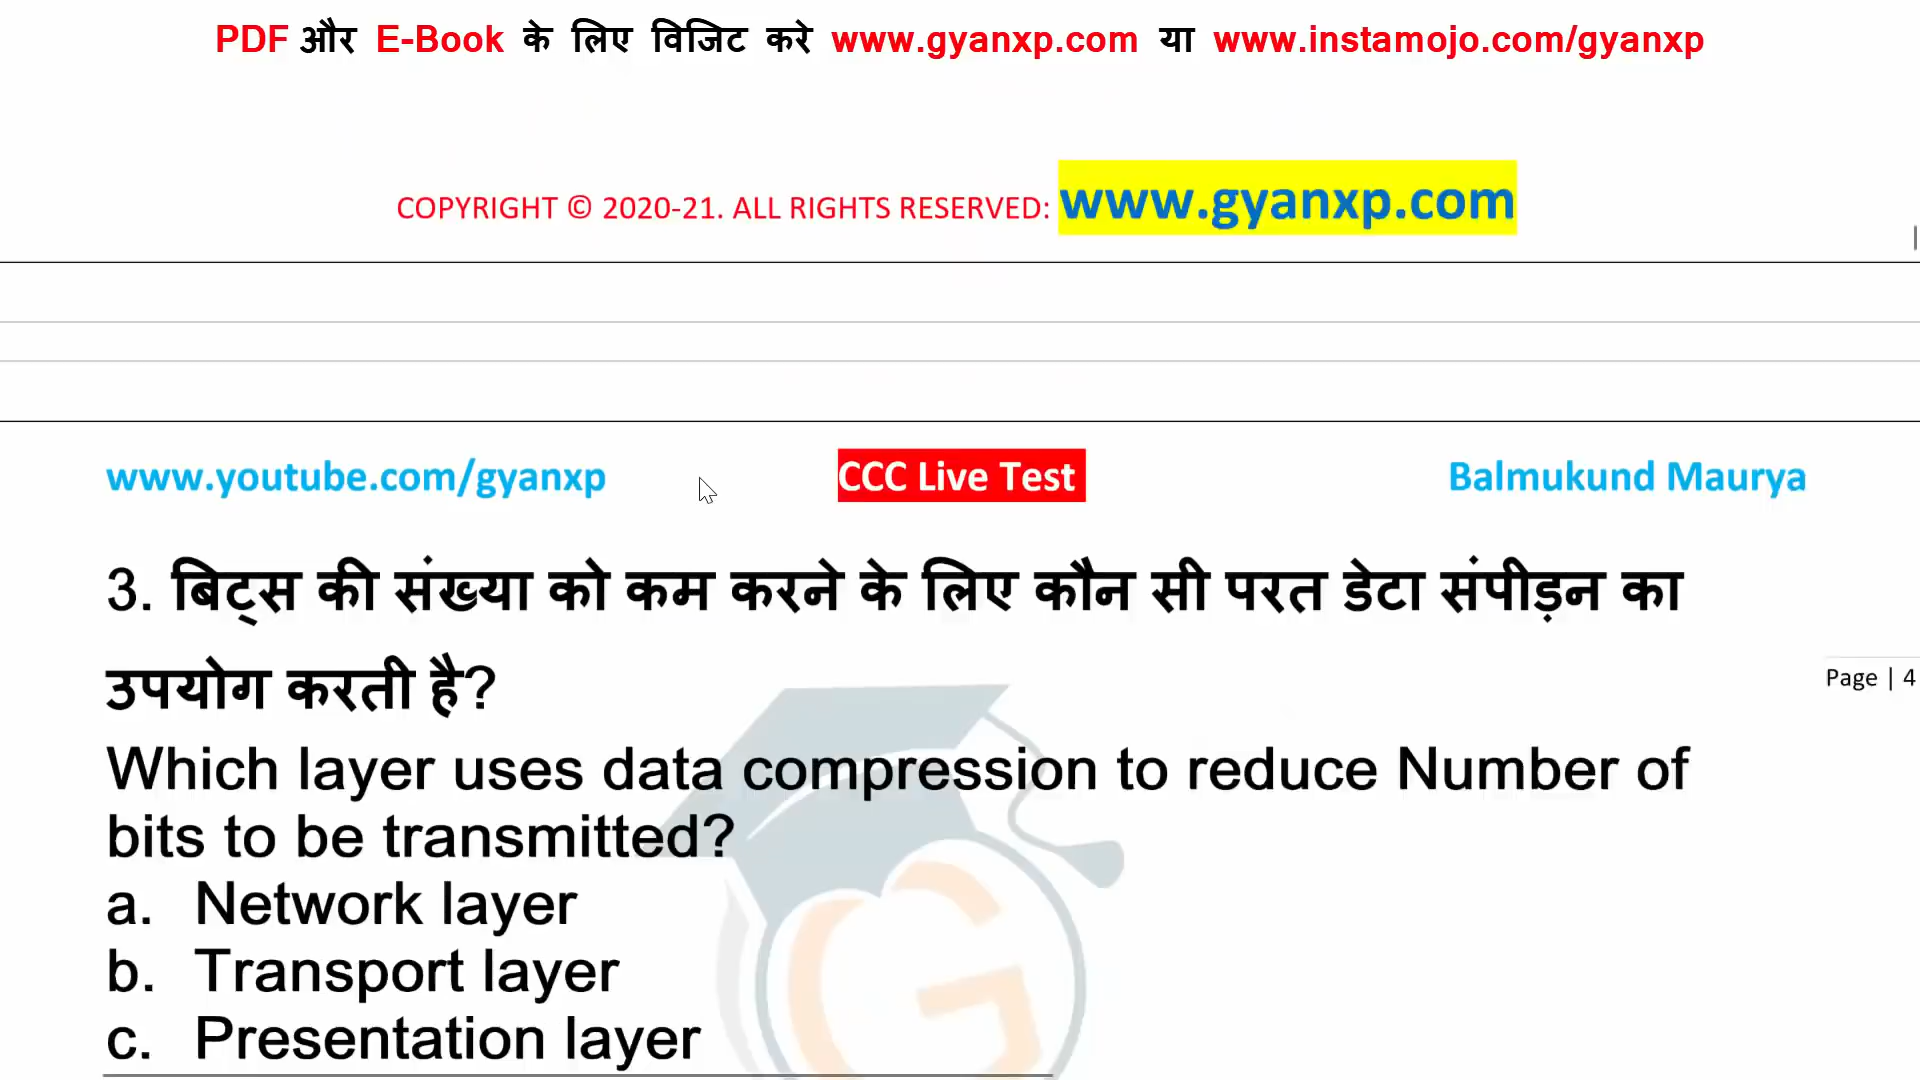 PDF और E-Book के लिए विजिट करे www.gyanxp.com या www.instamojo.com/gyanxp
COPYRIGHT © 2020-21. ALL RIGHTS RESERVED: www.gyanxp.com
www.youtube.com/gyanxp CCC Live Test Balmukund Maurya
3. बिट्स की संख्या को कम करने के लिए कौन सी परत डेटा संपीड़न का
उपयोग करती है?
Page | 4
Which layer uses data compression to reduce Number of
bits to be transmitted?
a. Network layer
b. Transport layer
c. Presentation layer